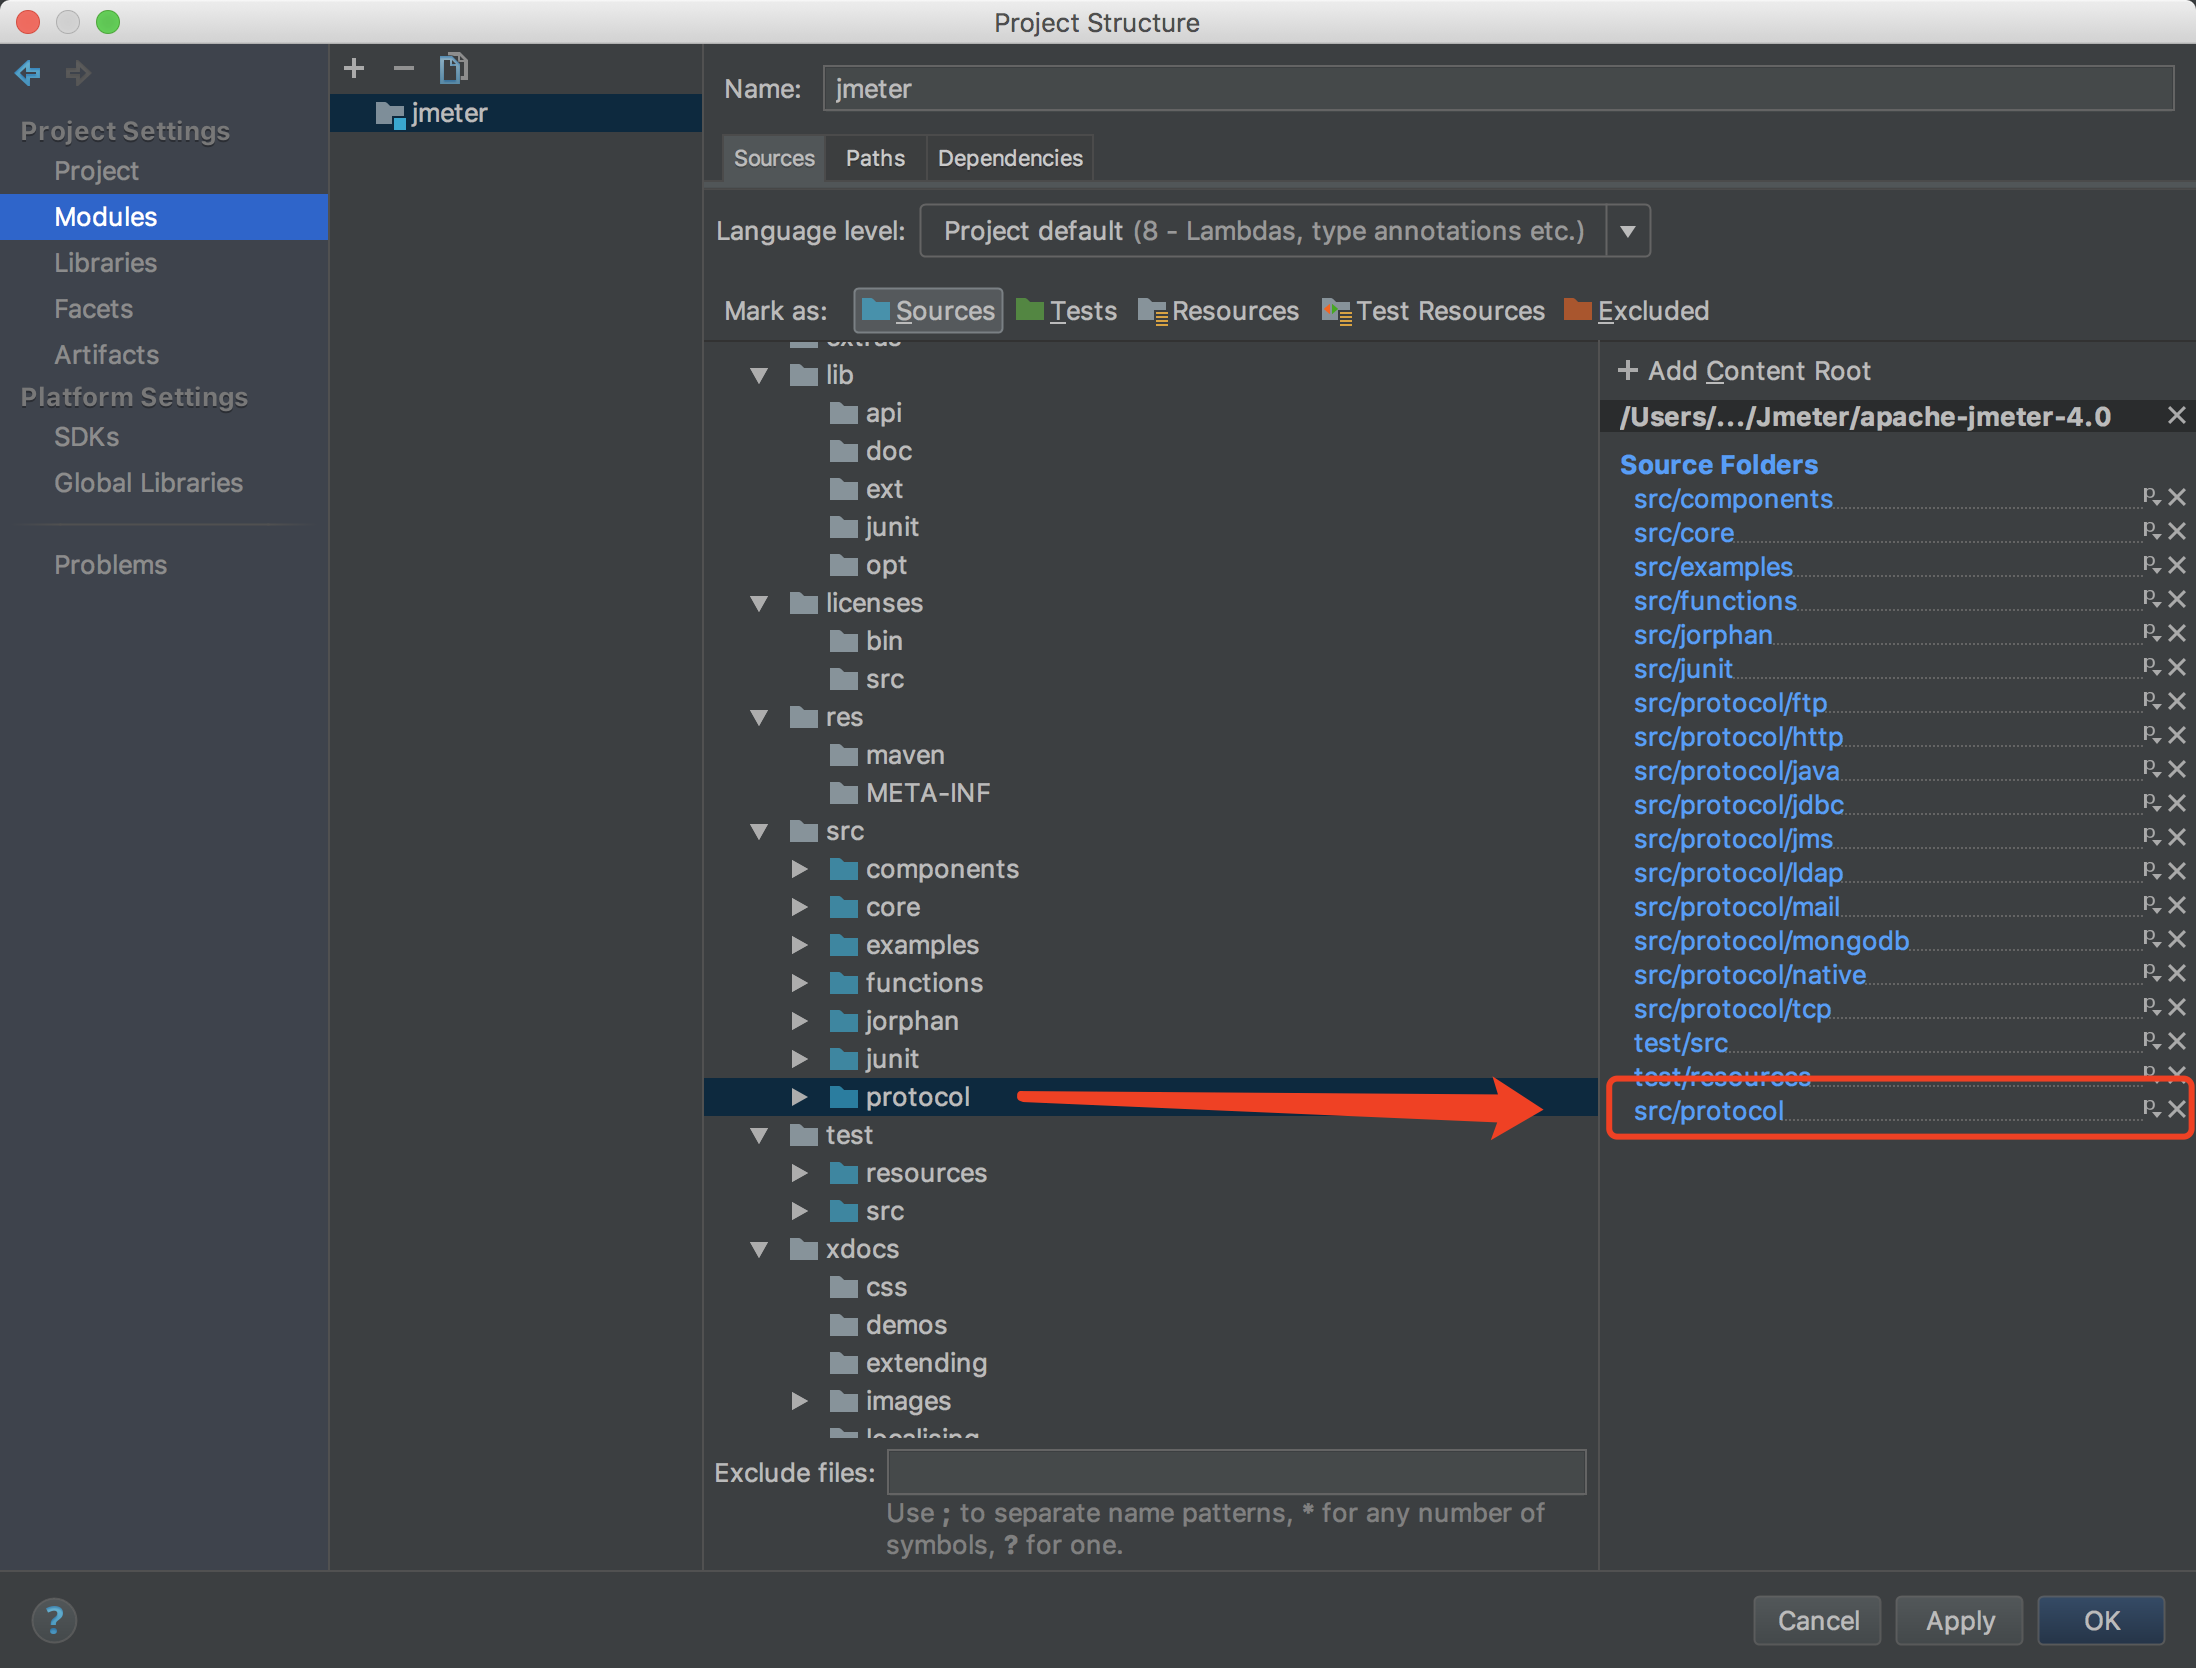 Project Structure
Project Settings
Project
Modules
Libraries
Facets
Artifacts
Platform Settings
SDKs
Global Libraries
Problems
jmeter
Name: jmeter
Sources Paths Dependencies
Language level: Project default (8 - Lambdas, type annotations etc.)
Mark as: Sources Tests Resources Test Resources Excluded
extras
lib
api
doc
ext
junit
opt
licenses
bin
src
res
maven
META-INF
src
components
core
examples
functions
jorphan
junit
protocol
test
resources
src
xdocs
css
demos
extending
images
localising
Exclude files:
Use ; to separate name patterns, * for any number of
symbols, ? for one.
+ Add Content Root
/Users/.../Jmeter/apache-jmeter-4.0
Source Folders
src/components
src/core
src/examples
src/functions
src/jorphan
src/junit
src/protocol/ftp
src/protocol/http
src/protocol/java
src/protocol/jdbc
src/protocol/jms
src/protocol/ldap
src/protocol/mail
src/protocol/mongodb
src/protocol/native
src/protocol/tcp
test/src
test/resources
src/protocol
? Cancel Apply OK